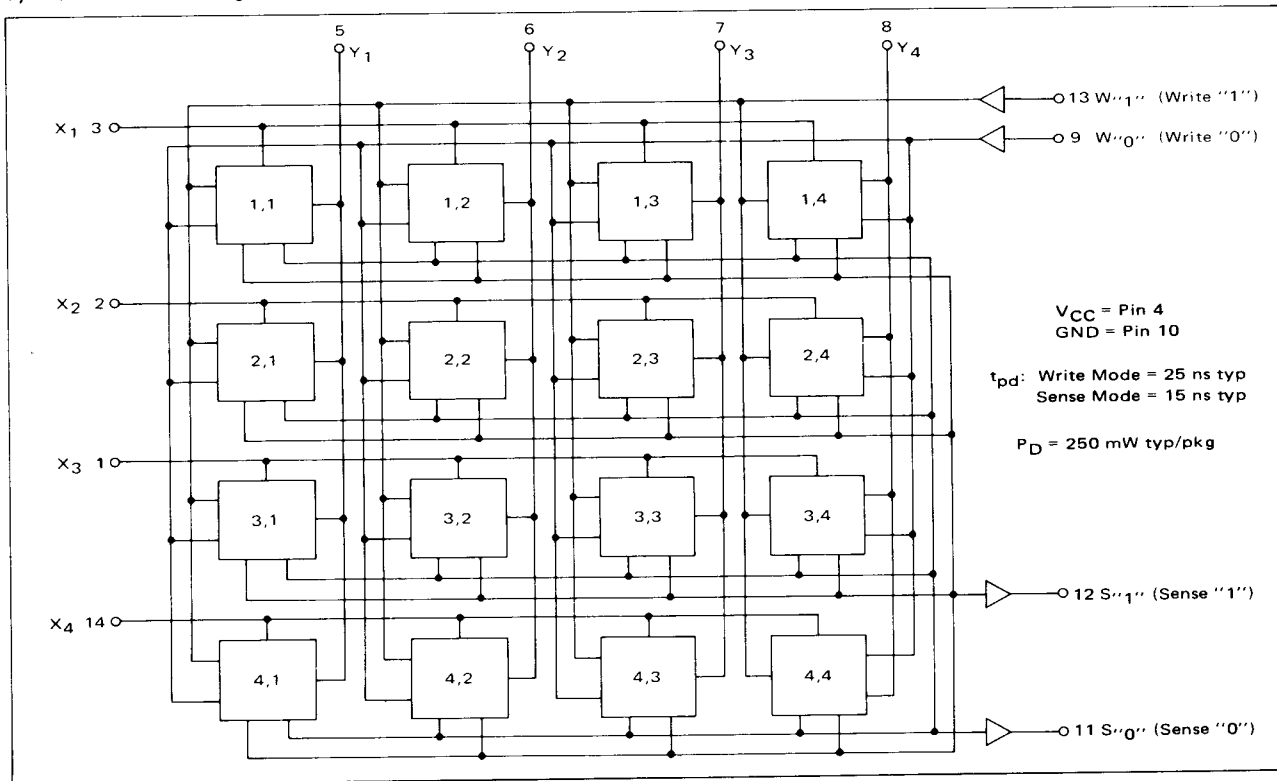 5 6 7 8
Y1 Y2 Y3 Y4
13 W"1" (Write "1")
X1 3
9 W"0" (Write "0")
1,1 1,2 1,3 1,4
X2 2
VCC = Pin 4
GND = Pin 10
2,1 2,2 2,3 2,4
tpd: Write Mode = 25 ns typ
Sense Mode = 15 ns typ
PD = 250 mW typ/pkg
X3 1
3,1 3,2 3,3 3,4
12 S"1" (Sense "1")
X4 14
4,1 4,2 4,3 4,4
11 S"0" (Sense "0")